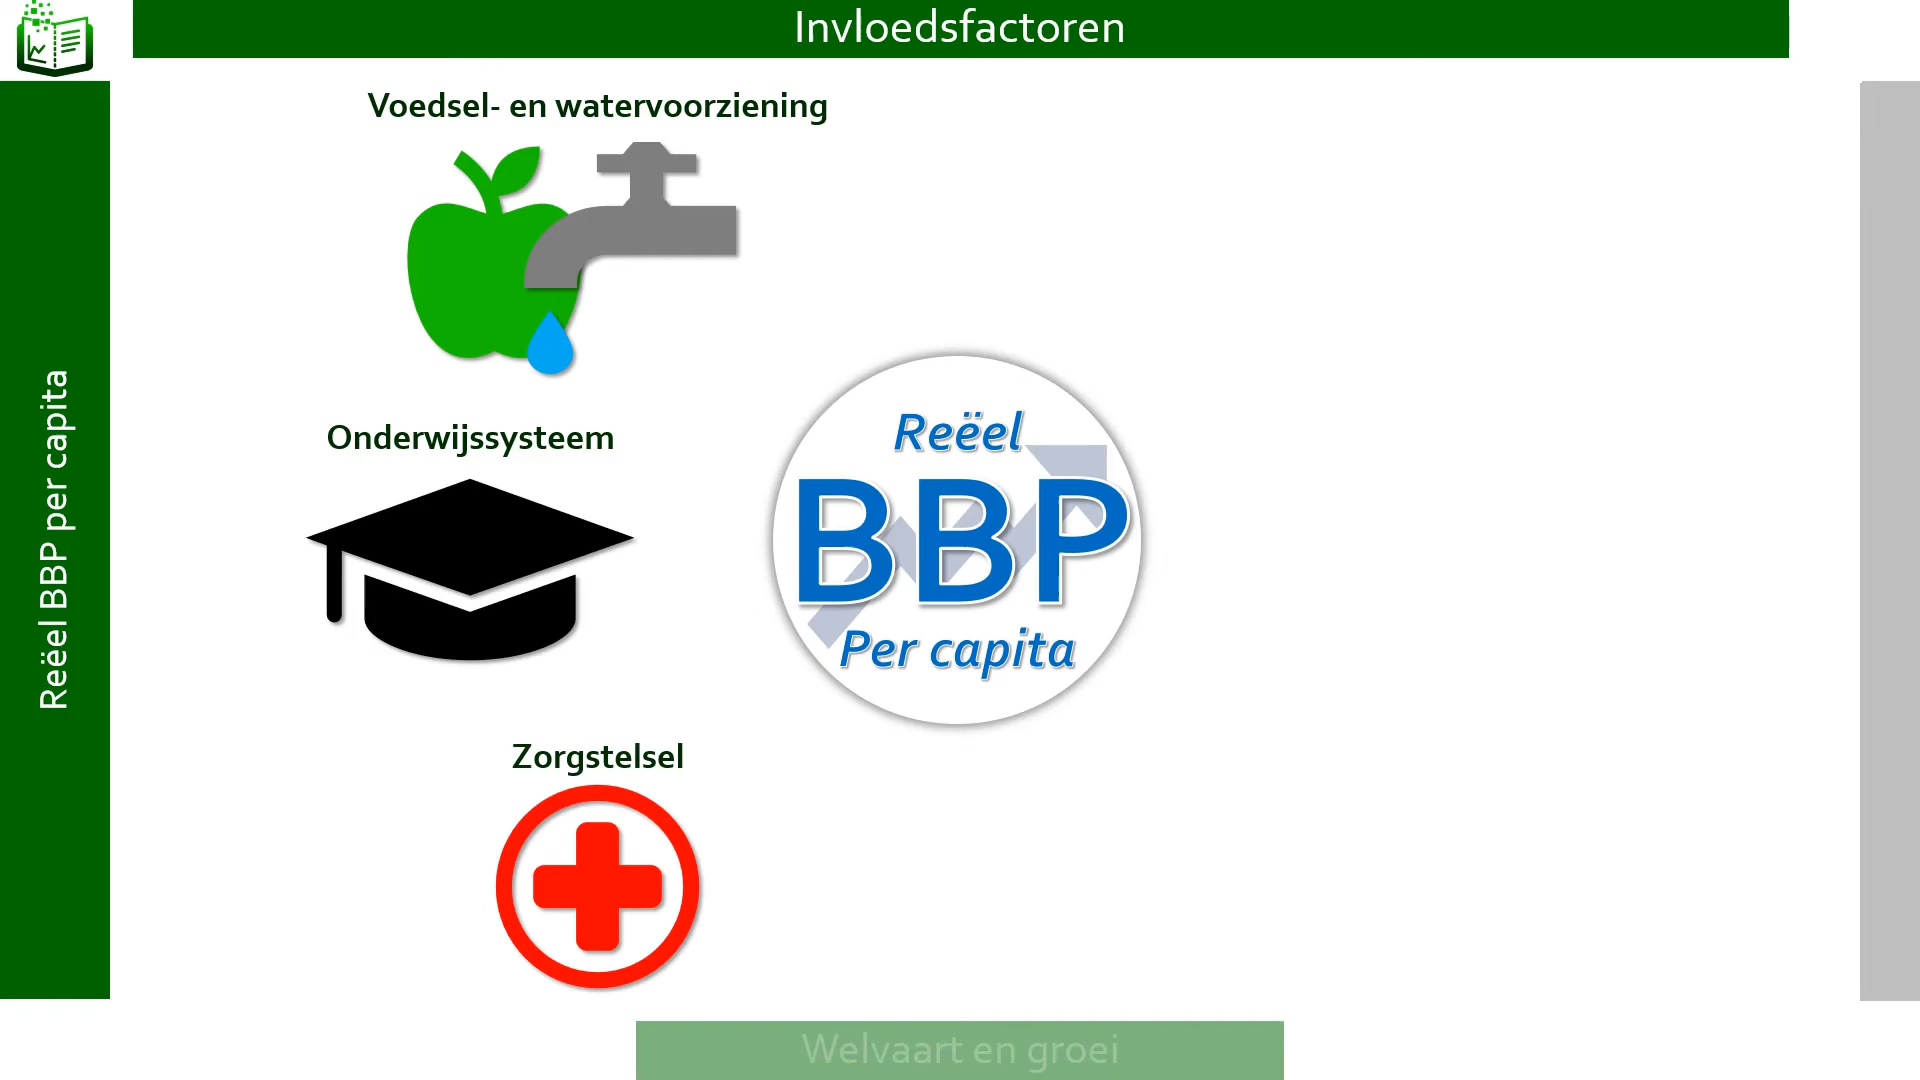 Invloedsfactoren
Reëel BBP per capita
Voedsel- en watervoorziening
Onderwijssysteem
Reëel
BBP
Per capita
Zorgstelsel
Welvaart en groei